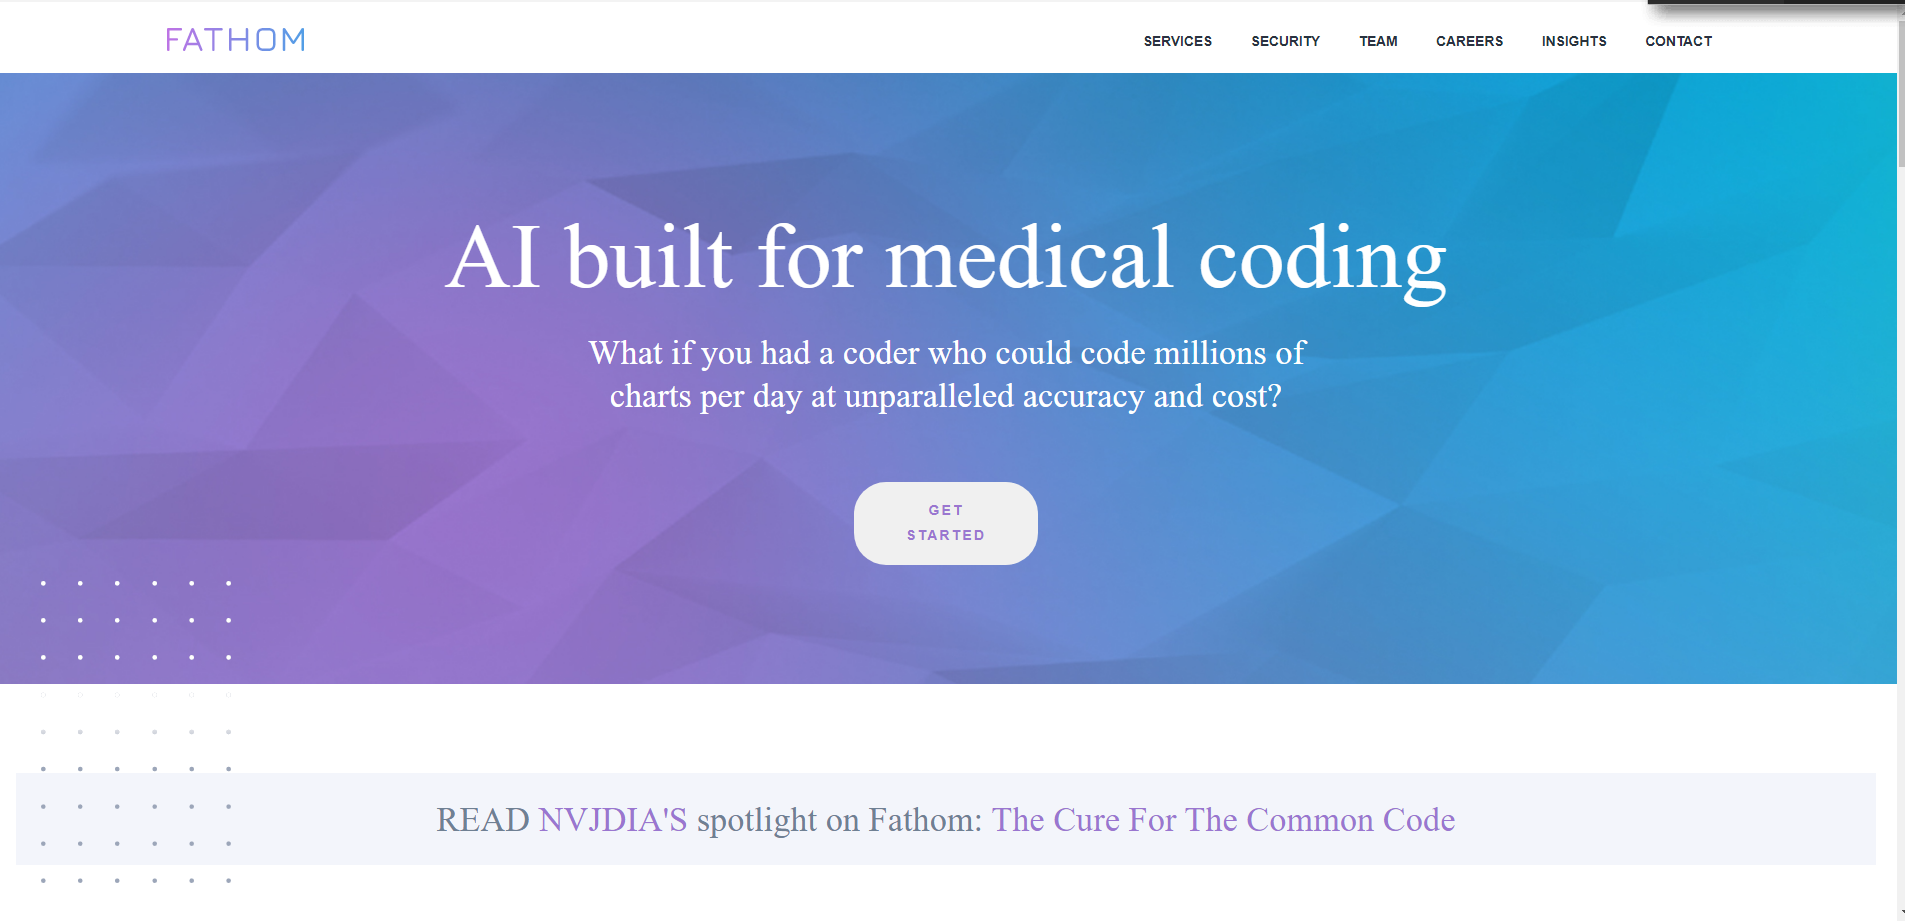 FATHOM
SERVICES SECURITY TEAM CAREERS INSIGHTS CONTACT
AI built for medical coding
What if you had a coder who could code millions of
charts per day at unparalleled accuracy and cost?
GET
STARTED
READ NVJDIA'S spotlight on Fathom: The Cure For The Common Code